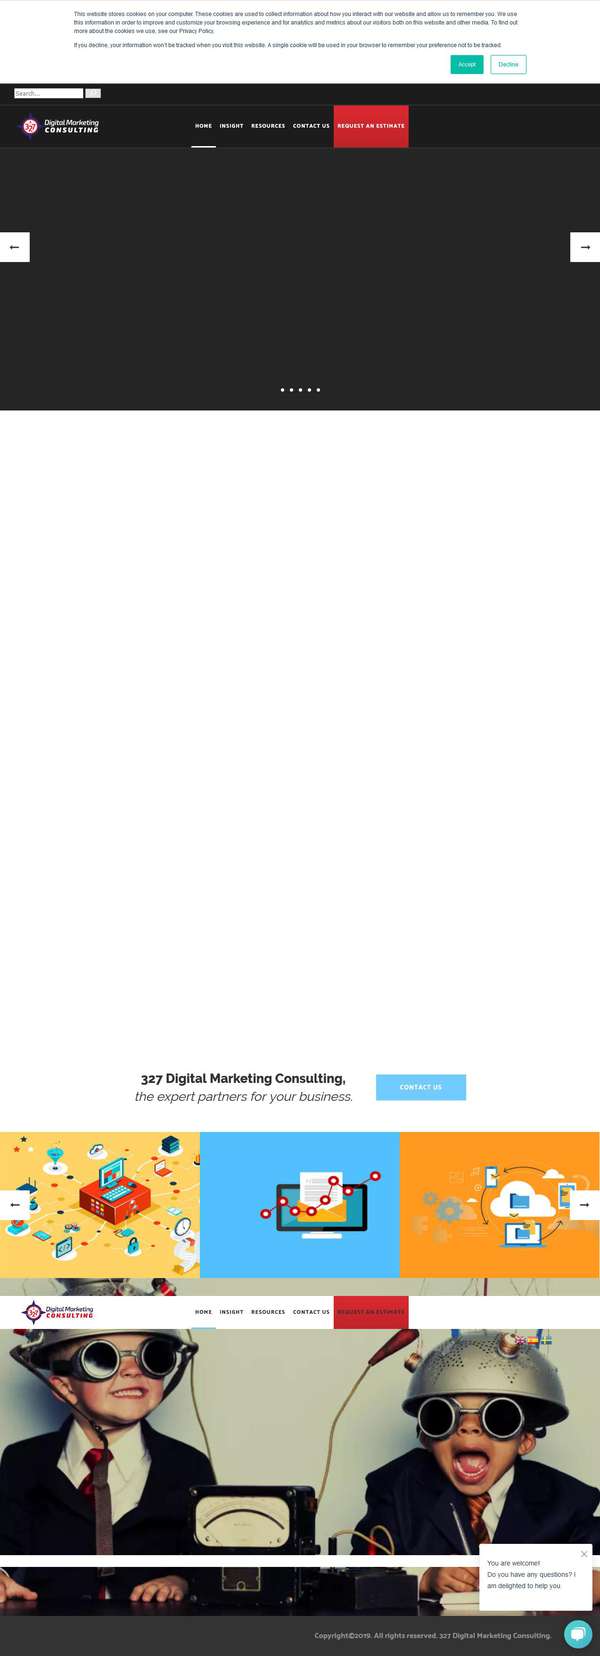 This website stores cookies on your computer. These cookies are used to collect information about how you interact with our website and allow us to remember you. We use
this information in order to improve and customize your browsing experience and for analytics and metrics about our visitors both on this website and other media. To find out
more about the cookies we use, see our Privacy Policy.
If you decline, your information won't be tracked when you visit this website. A single cookie will be used in your browser to remember your preference not to be tracked.
Accept Decline
Search...
327 Digital Marketing
CONSULTING
HOME INSIGHT RESOURCES CONTACT US REQUEST AN ESTIMATE
327 Digital Marketing Consulting,
the expert partners for your business.
CONTACT US
327 Digital Marketing
CONSULTING
HOME INSIGHT RESOURCES CONTACT US REQUEST AN ESTIMATE
You are welcome!
Do you have any questions? I
am delighted to help you
Copyright©2019. All rights reserved. 327 Digital Marketing Consulting.